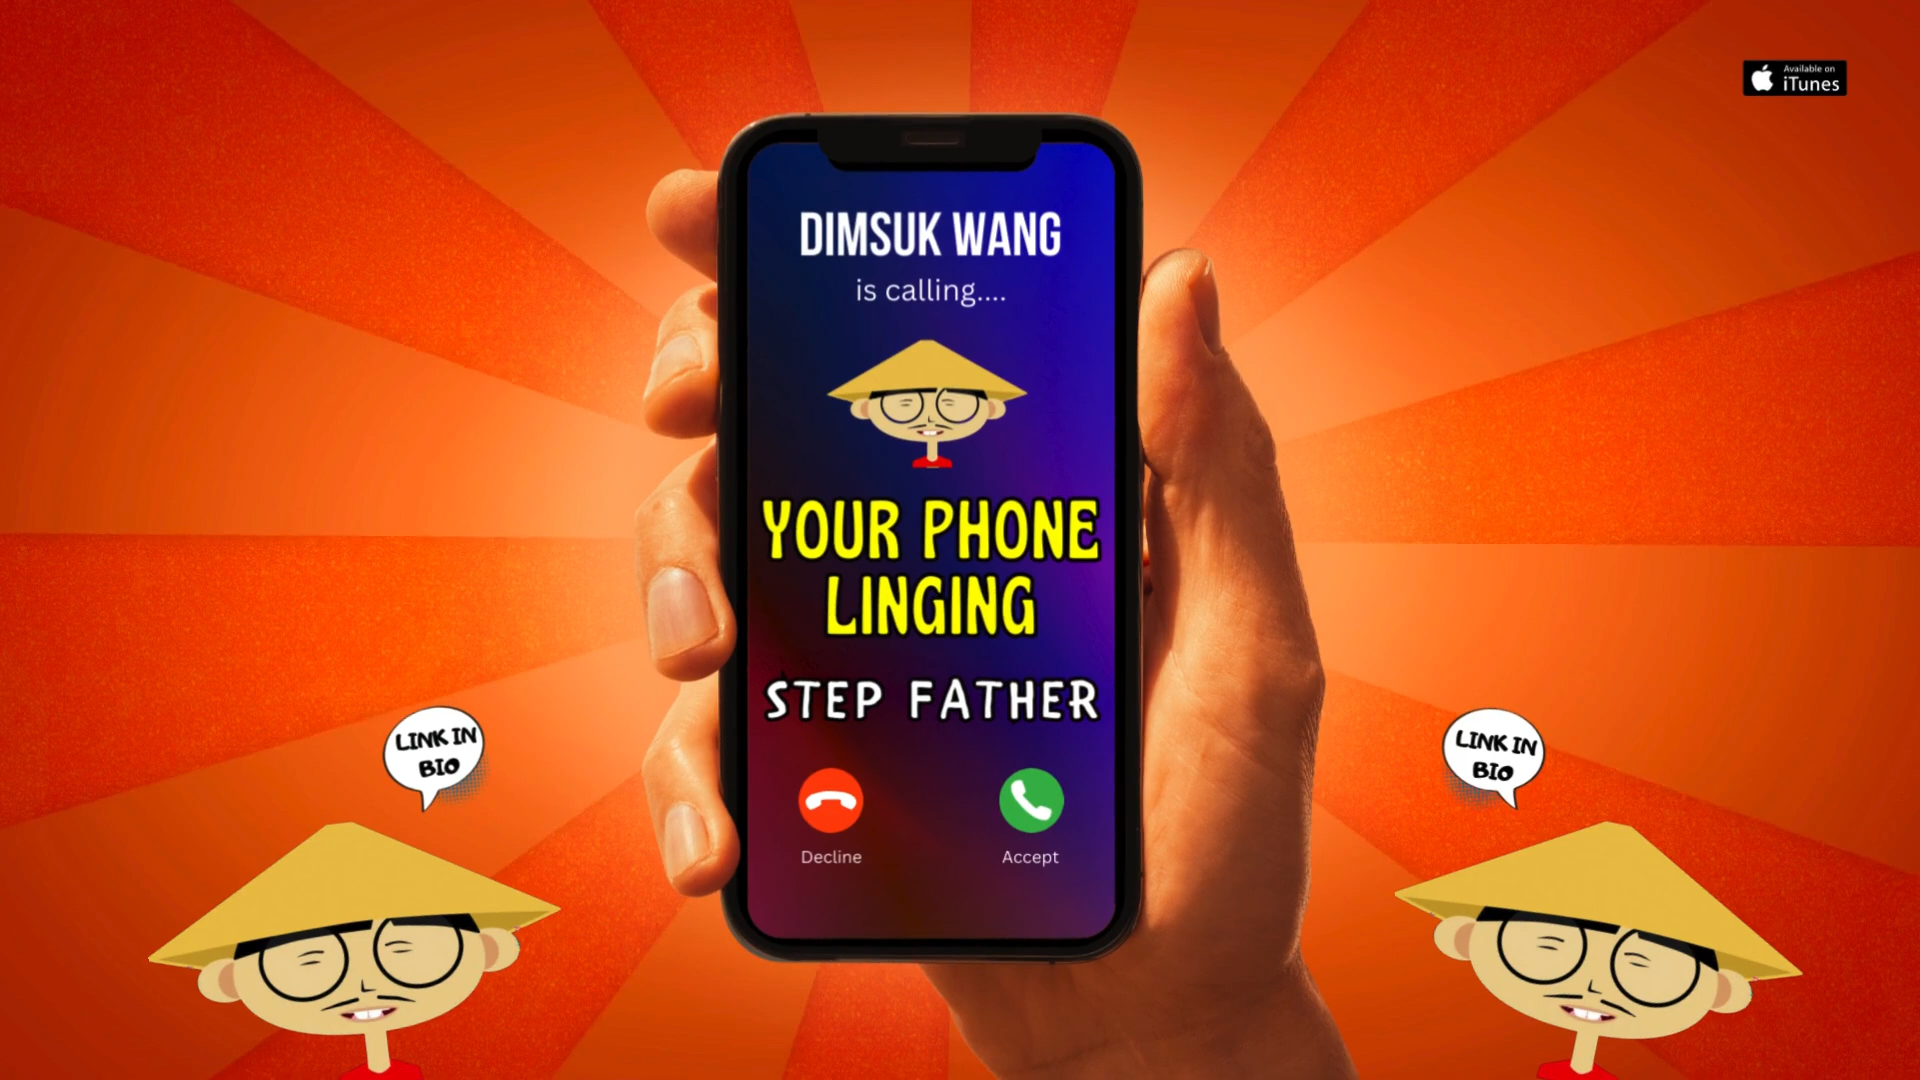 Available on
iTunes
DIMSUK WANG
is calling....
YOUR PHONE
LINGING
STEP FATHER
LINK IN
BIO
LINK IN
BIO
Decline
Accept